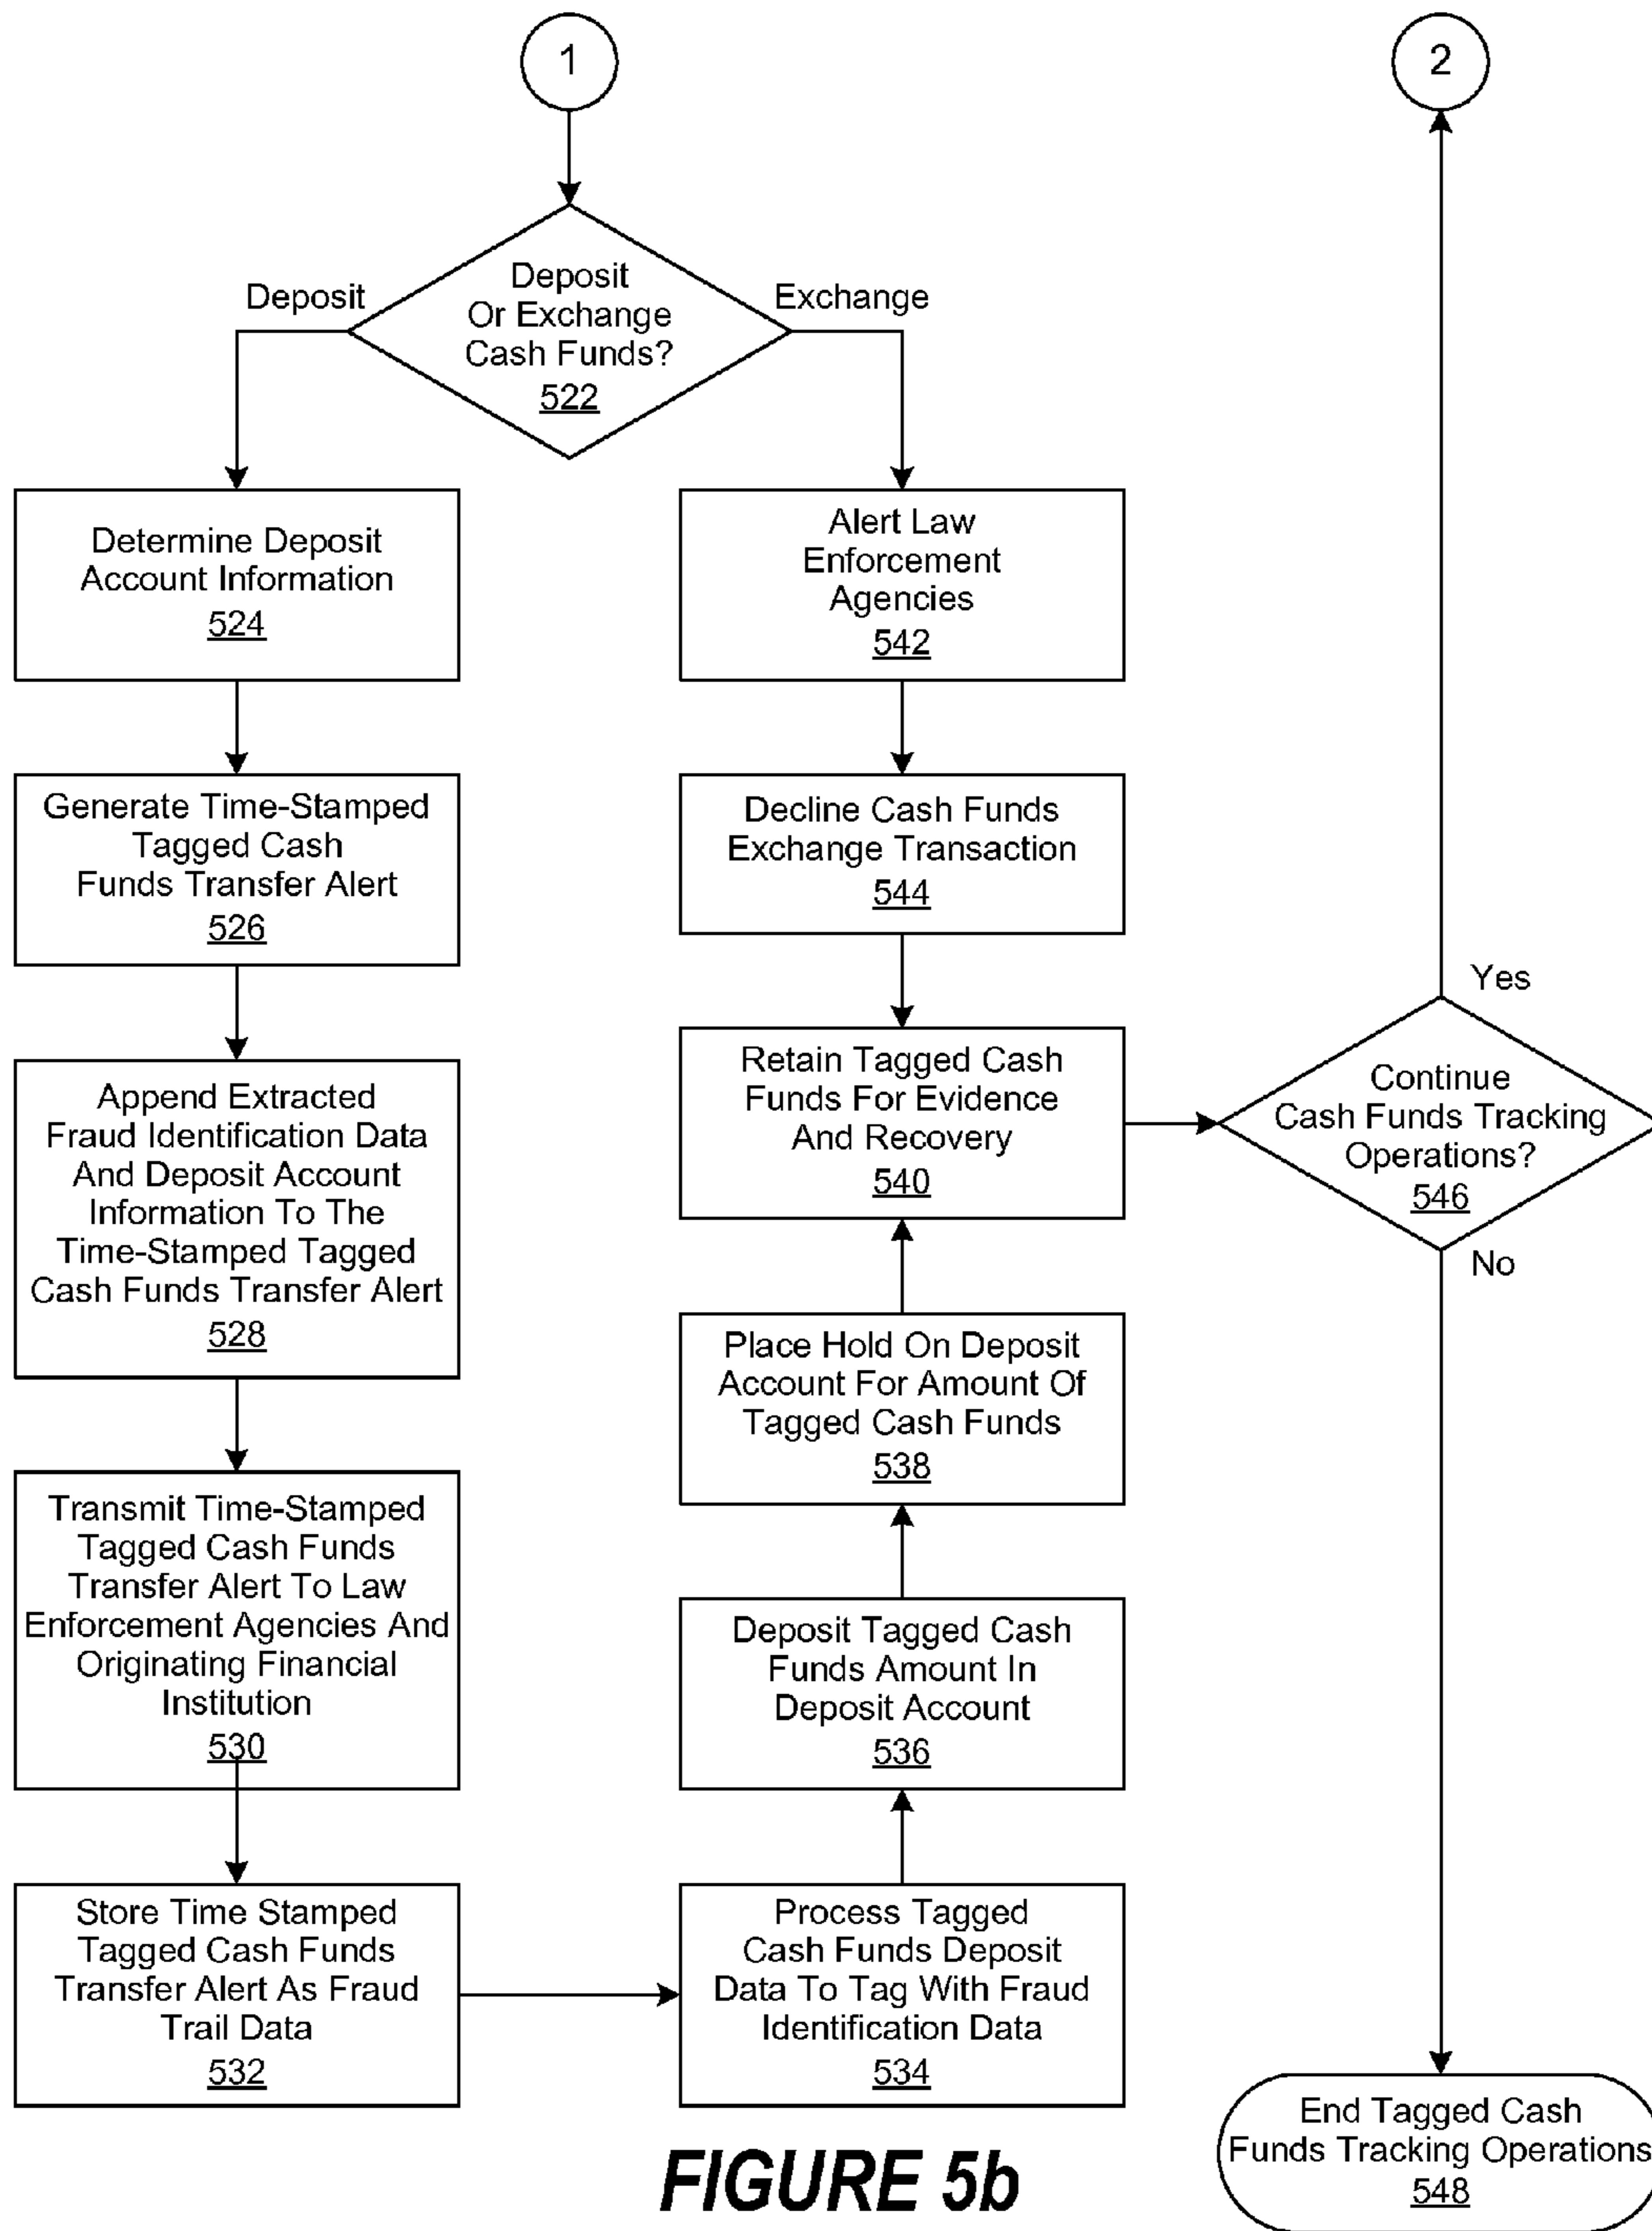 1
2
Deposit
Or Exchange
Cash Funds?
522
Deposit
Exchange
Determine Deposit
Account Information
524
Generate Time-Stamped
Tagged Cash
Funds Transfer Alert
526
Append Extracted
Fraud Identification Data
And Deposit Account
Information To The
Time-Stamped Tagged
Cash Funds Transfer Alert
528
Transmit Time-Stamped
Tagged Cash Funds
Transfer Alert To Law
Enforcement Agencies And
Originating Financial
Institution
530
Store Time Stamped
Tagged Cash Funds
Transfer Alert As Fraud
Trail Data
532
Process Tagged
Cash Funds Deposit
Data To Tag With Fraud
Identification Data
534
Deposit Tagged Cash
Funds Amount In
Deposit Account
536
Place Hold On Deposit
Account For Amount Of
Tagged Cash Funds
538
Alert Law
Enforcement
Agencies
542
Decline Cash Funds
Exchange Transaction
544
Retain Tagged Cash
Funds For Evidence
And Recovery
540
Continue
Cash Funds Tracking
Operations?
546
Yes
No
End Tagged Cash
Funds Tracking Operations
548
FIGURE 5b